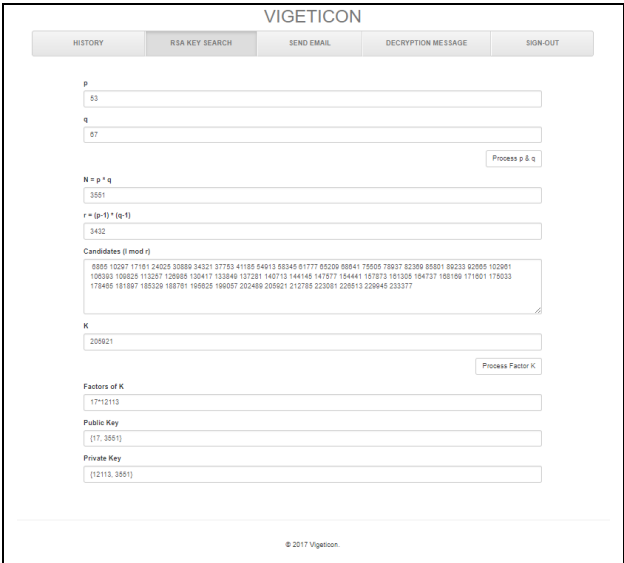 VIGETICON
HISTORY RSA KEY SEARCH SEND EMAIL DECRYPTION MESSAGE SIGN-OUT
p
53
q
67
Process p & q
N = p * q
3551
r = (p-1) * (q-1)
3432
Candidates (1 mod r)
6865 10297 17161 24025 30889 34321 37753 41185 54913 58345 61777 65209 68641 75505 78937 82369 85801 89233 92665 102961
106393 109825 113257 126985 130417 133849 137281 140713 144145 147577 154441 157873 161305 164737 168169 171601 175033
178465 181897 185329 188761 195625 199057 202489 205921 212785 223081 226513 229945 233377
K
205921
Process Factor K
Factors of K
17*12113
Public Key
{17, 3551}
Private Key
{12113, 3551}
© 2017 Vigeticon.